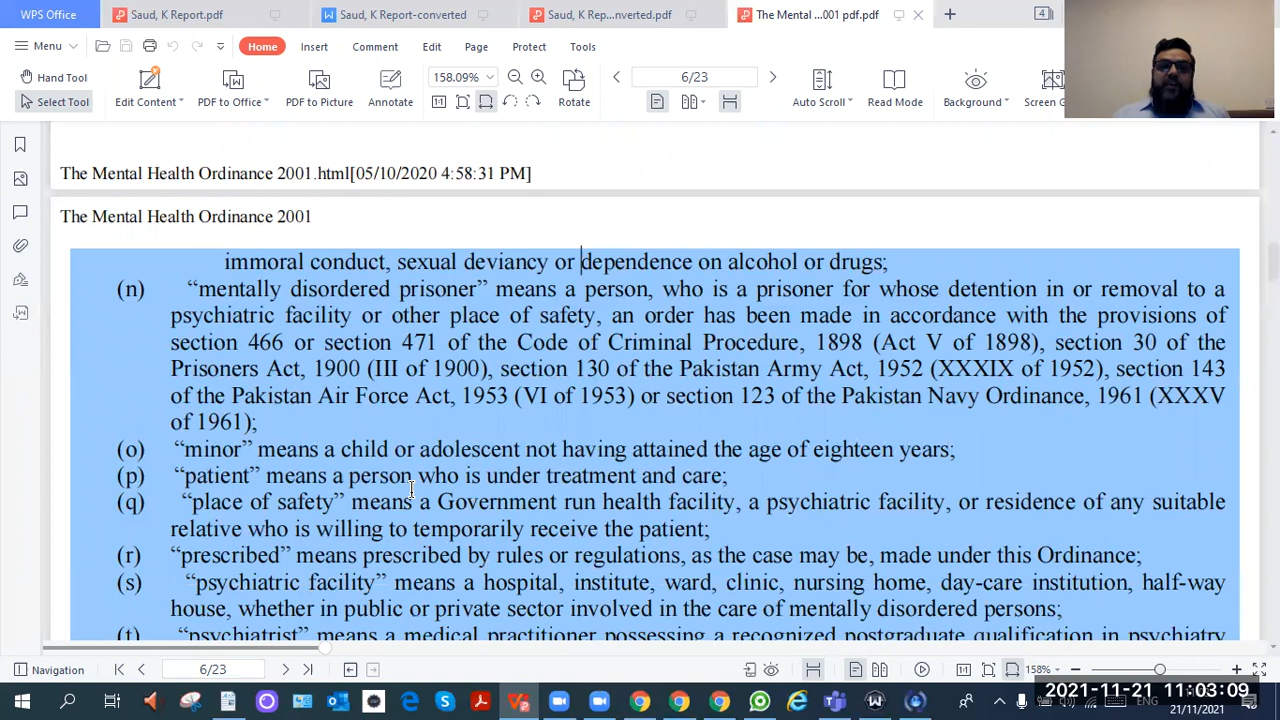 WPS Office
Saud, K Report.pdf
Saud, K Report-converted
Saud, K Rep...nverted.pdf
The Mental ...001 pdf.pdf
4
Menu
Home
Insert
Comment
Edit
Page
Protect
Tools
Hand Tool
Select Tool
Edit Content
PDF to Office
PDF to Picture
Annotate
158.09%
Rotate
6/23
Auto Scroll
Read Mode
Background
Screen G
The Mental Health Ordinance 2001.html[05/10/2020 4:58:31 PM]
The Mental Health Ordinance 2001
immoral conduct, sexual deviancy or dependence on alcohol or drugs;
(n) “mentally disordered prisoner” means a person, who is a prisoner for whose detention in or removal to a
psychiatric facility or other place of safety, an order has been made in accordance with the provisions of
section 466 or section 471 of the Code of Criminal Procedure, 1898 (Act V of 1898), section 30 of the
Prisoners Act, 1900 (III of 1900), section 130 of the Pakistan Army Act, 1952 (XXXIX of 1952), section 143
of the Pakistan Air Force Act, 1953 (VI of 1953) or section 123 of the Pakistan Navy Ordinance, 1961 (XXXV
of 1961);
(o) “minor” means a child or adolescent not having attained the age of eighteen years;
(p) “patient” means a person who is under treatment and care;
(q) “place of safety” means a Government run health facility, a psychiatric facility, or residence of any suitable
relative who is willing to temporarily receive the patient;
(r) “prescribed” means prescribed by rules or regulations, as the case may be, made under this Ordinance;
(s) “psychiatric facility” means a hospital, institute, ward, clinic, nursing home, day-care institution, half-way
house, whether in public or private sector involved in the care of mentally disordered persons;
(t) “psychiatrist” means a medical practitioner possessing a recognized postgraduate qualification in psychiatry
Navigation
6/23
158%
2021-11-21 11:03:09
ENG
21/11/2021